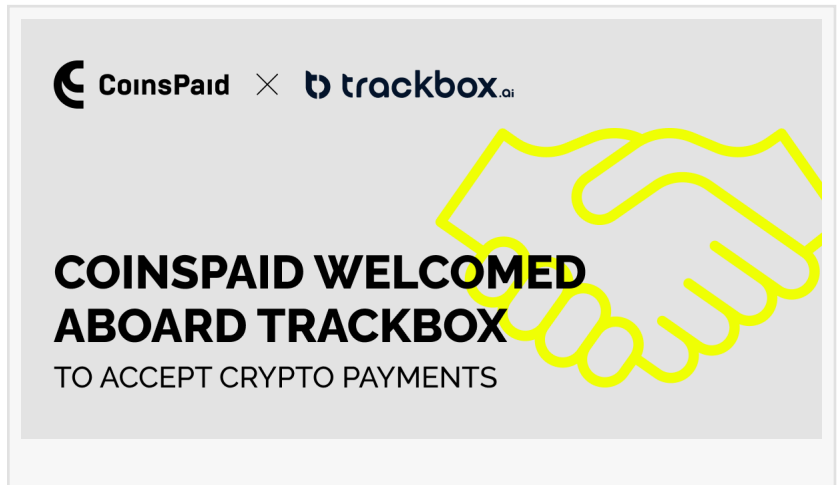 CoinsPaid × trackbox.ai
COINSPAID WELCOMED
ABOARD TRACKBOX
TO ACCEPT CRYPTO PAYMENTS